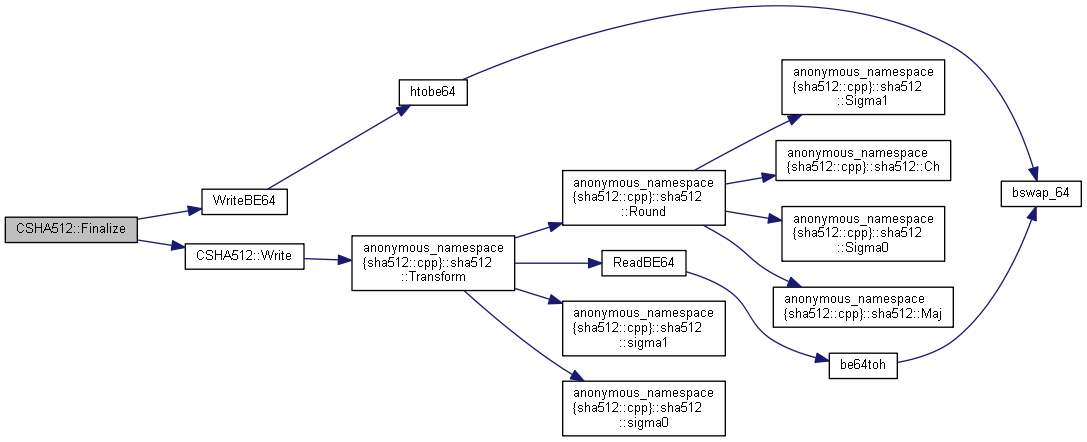 CSHA512::Finalize
WriteBE64
CSHA512::Write
htobe64
anonymous_namespace
{sha512::cpp}::sha512
::Transform
anonymous_namespace
{sha512::cpp}::sha512
::Round
ReadBE64
anonymous_namespace
{sha512::cpp}::sha512
::sigma1
anonymous_namespace
{sha512::cpp}::sha512
::sigma0
anonymous_namespace
{sha512::cpp}::sha512
::Sigma1
anonymous_namespace
{sha512::cpp}::sha512::Ch
anonymous_namespace
{sha512::cpp}::sha512
::Sigma0
anonymous_namespace
{sha512::cpp}::sha512::Maj
be64toh
bswap_64